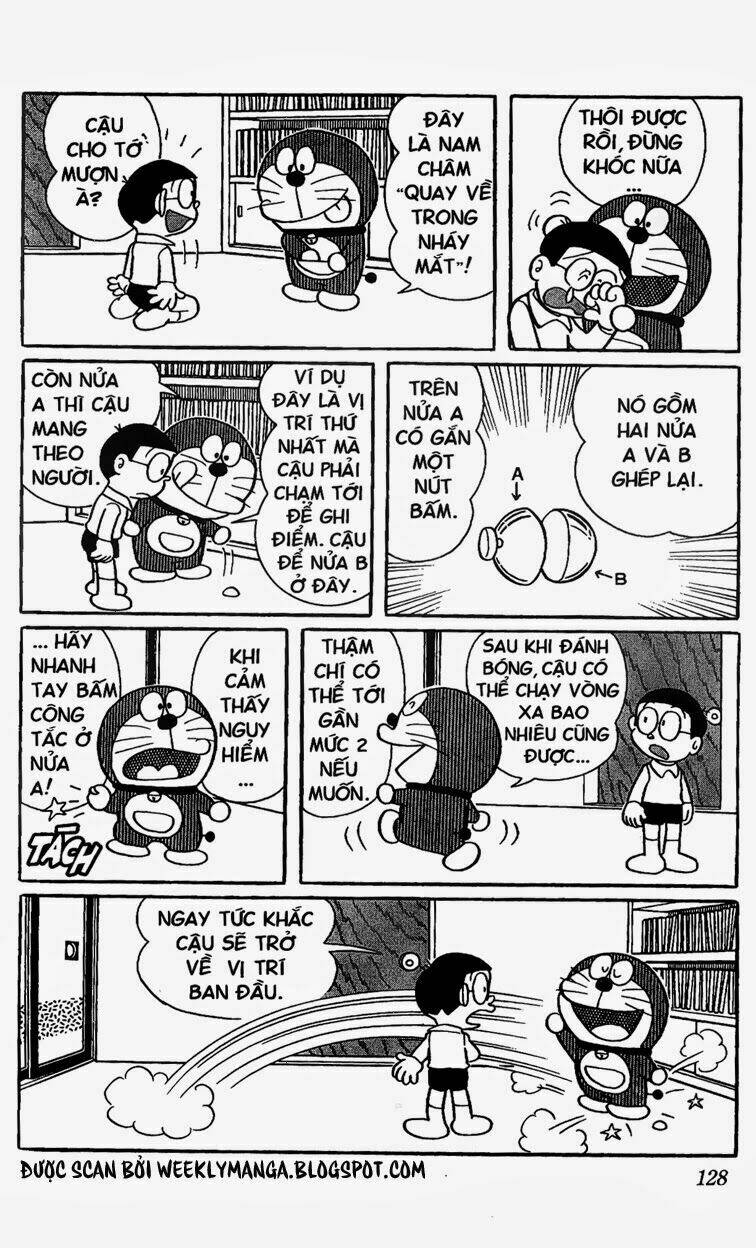 THÔI ĐƯỢC
RỒI, ĐỪNG
KHÓC NỮA
...
ĐÂY
LÀ NAM
CHÂM
"QUAY VỀ
TRONG
NHÁY
MẮT"!
CẬU
CHO TỚ
MƯỢN
À?
NÓ GỒM
HAI NỬA
A VÀ B
GHÉP LẠI.
TRÊN
NỬA A
CÓ GẮN
MỘT
NÚT
BẤM.
A
B
VÍ DỤ
ĐÂY LÀ VỊ
TRÍ THỨ
NHẤT MÀ
CẬU PHẢI
CHẠM TỚI
ĐỂ GHI
ĐIỂM. CẬU
ĐỂ NỬA B
Ở ĐÂY.
CÒN NỬA
A THÌ CẬU
MANG
THEO
NGƯỜI.
SAU KHI ĐÁNH
BÓNG, CẬU CÓ
THỂ CHẠY VÒNG
XA BAO
NHIÊU CŨNG
ĐƯỢC...
THẬM
CHÍ CÓ
THỂ TỚI
GẦN
MỨC 2
NẾU
MUỐN.
KHI
CẢM
THẤY
NGUY
HIỂM
...
... HÃY
NHANH
TAY BẤM
CÔNG
TẮC Ở
NỬA
A!
TÁCH
NGAY TỨC KHẮC
CẬU SẼ TRỞ
VỀ VỊ TRÍ
BAN ĐẦU.
ĐƯỢC SCAN BỞI WEEKLYMANGA.BLOGSPOT.COM
128